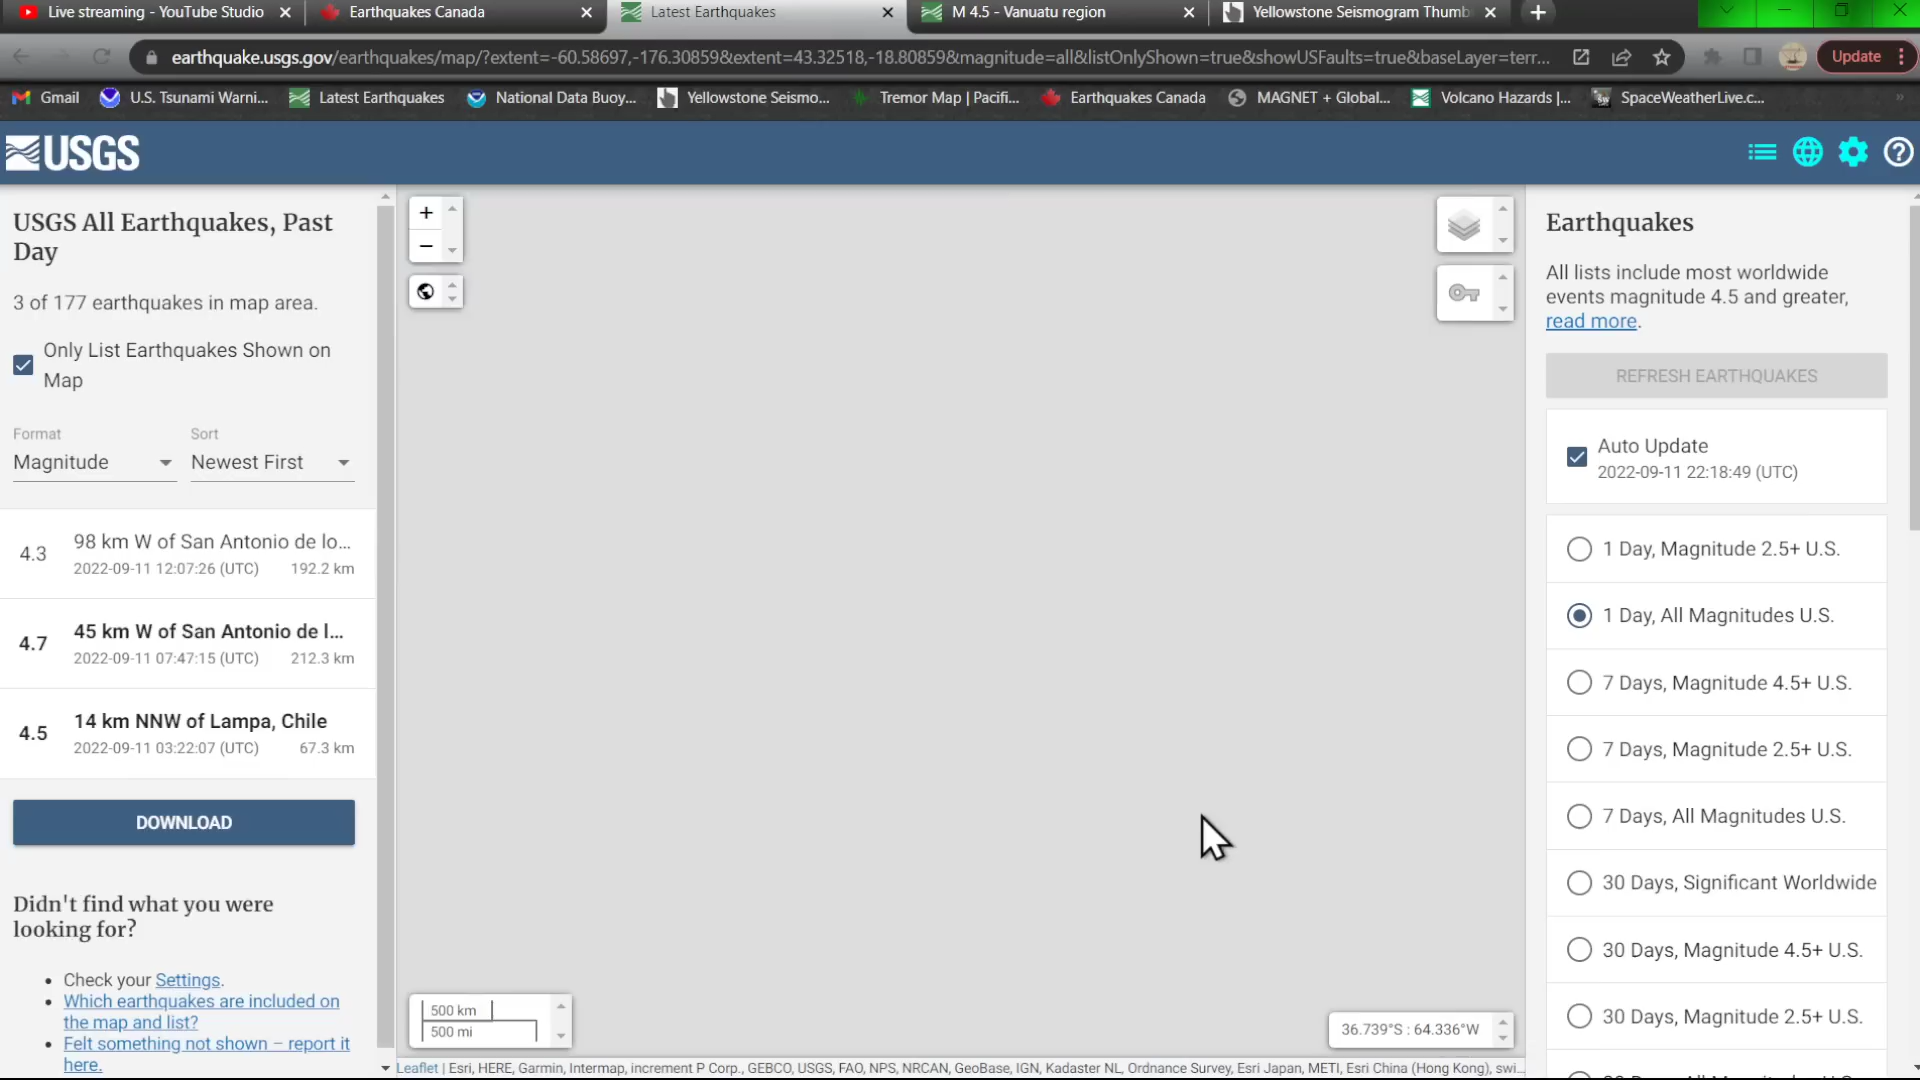 Live streaming - YouTube Studio
Earthquakes Canada
Latest Earthquakes
M 4.5 - Vanuatu region
Yellowstone Seismogram Thumb
earthquake.usgs.gov/earthquakes/map/?extent=-60.58697,-176.30859&extent=43.32518,-18.80859&magnitude=all&listOnlyShown=true&showUSFaults=true&baseLayer=terr...
Update
Gmail
U.S. Tsunami Warni...
Latest Earthquakes
National Data Buoy...
Yellowstone Seismo...
Tremor Map | Pacifi...
Earthquakes Canada
MAGNET + Global...
Volcano Hazards |...
SpaceWeatherLive.c...
USGS
USGS All Earthquakes, Past
Day
3 of 177 earthquakes in map area.
Only List Earthquakes Shown on
Map
Format
Sort
Magnitude
Newest First
4.3
98 km W of San Antonio de lo...
2022-09-11 12:07:26 (UTC)
192.2 km
4.7
45 km W of San Antonio de l...
2022-09-11 07:47:15 (UTC)
212.3 km
4.5
14 km NNW of Lampa, Chile
2022-09-11 03:22:07 (UTC)
67.3 km
DOWNLOAD
Didn't find what you were
looking for?
Check your Settings.
Which earthquakes are included on
the map and list?
Felt something not shown – report it
here.
+
−
500 km
500 mi
36.739°S : 64.336°W
Leaflet | Esri, HERE, Garmin, Intermap, increment P Corp., GEBCO, USGS, FAO, NPS, NRCAN, GeoBase, IGN, Kadaster NL, Ordnance Survey, Esri Japan, METI, Esri China (Hong Kong), swi...
Earthquakes
All lists include most worldwide
events magnitude 4.5 and greater,
read more.
REFRESH EARTHQUAKES
Auto Update
2022-09-11 22:18:49 (UTC)
1 Day, Magnitude 2.5+ U.S.
1 Day, All Magnitudes U.S.
7 Days, Magnitude 4.5+ U.S.
7 Days, Magnitude 2.5+ U.S.
7 Days, All Magnitudes U.S.
30 Days, Significant Worldwide
30 Days, Magnitude 4.5+ U.S.
30 Days, Magnitude 2.5+ U.S.